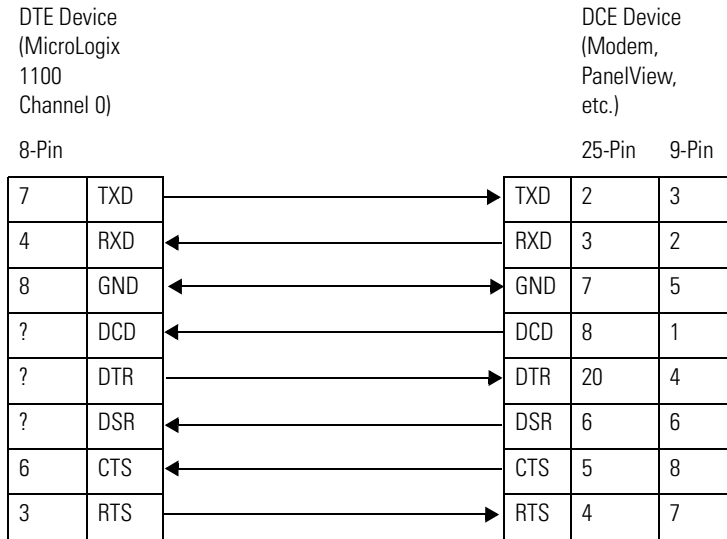 DTE Device
(MicroLogix
1100
Channel 0)
DCE Device
(Modem,
PanelView,
etc.)
8-Pin
25-Pin 9-Pin
7 TXD TXD 2 3
4 RXD RXD 3 2
8 GND GND 7 5
? DCD DCD 8 1
? DTR DTR 20 4
? DSR DSR 6 6
6 CTS CTS 5 8
3 RTS RTS 4 7